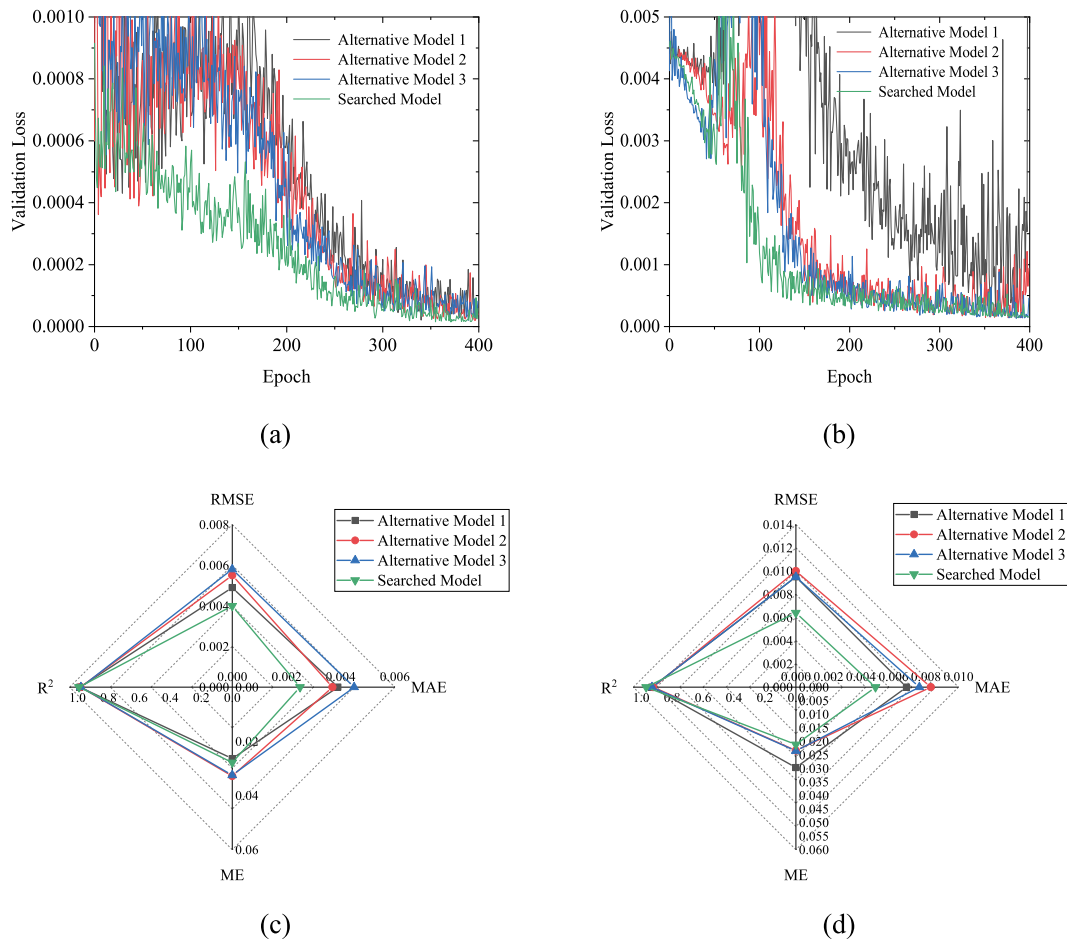 (a)
Validation Loss
0.0010
0.0008
0.0006
0.0004
0.0002
0.0000
Alternative Model 1
Alternative Model 2
Alternative Model 3
Searched Model
0 100 200 300 400
Epoch
(b)
Validation Loss
0.005
0.004
0.003
0.002
0.001
0.000
Alternative Model 1
Alternative Model 2
Alternative Model 3
Searched Model
0 100 200 300 400
Epoch
(a)
(b)
RMSE
0.008
0.006
0.004
0.002
0.000
Alternative Model 1
Alternative Model 2
Alternative Model 3
Searched Model
R²
1.0 0.8 0.6 0.4 0.2 0.0
0.000 0.002 0.004 0.006
MAE
0.00
0.02
0.04
0.06
ME
(c)
RMSE
0.014
0.012
0.010
0.008
0.006
0.004
0.002
0.000
Alternative Model 1
Alternative Model 2
Alternative Model 3
Searched Model
R²
1.0 0.8 0.6 0.4 0.2 0.0
0.000 0.002 0.004 0.006 0.008 0.010
MAE
0.005
0.010
0.015
0.020
0.025
0.030
0.035
0.040
0.045
0.050
0.055
0.060
ME
(d)